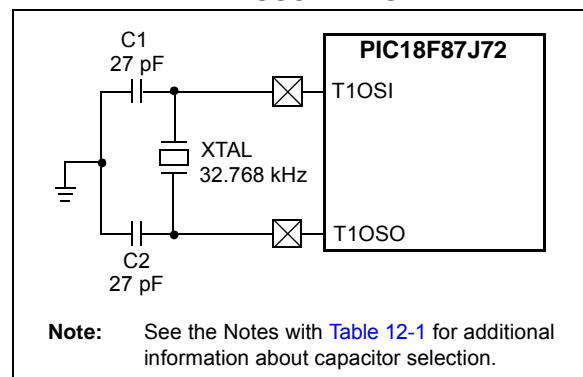 C1
27 pF
PIC18F87J72
T1OSI
XTAL
32.768 kHz
T1OSO
C2
27 pF
Note: See the Notes with Table 12-1 for additional
information about capacitor selection.